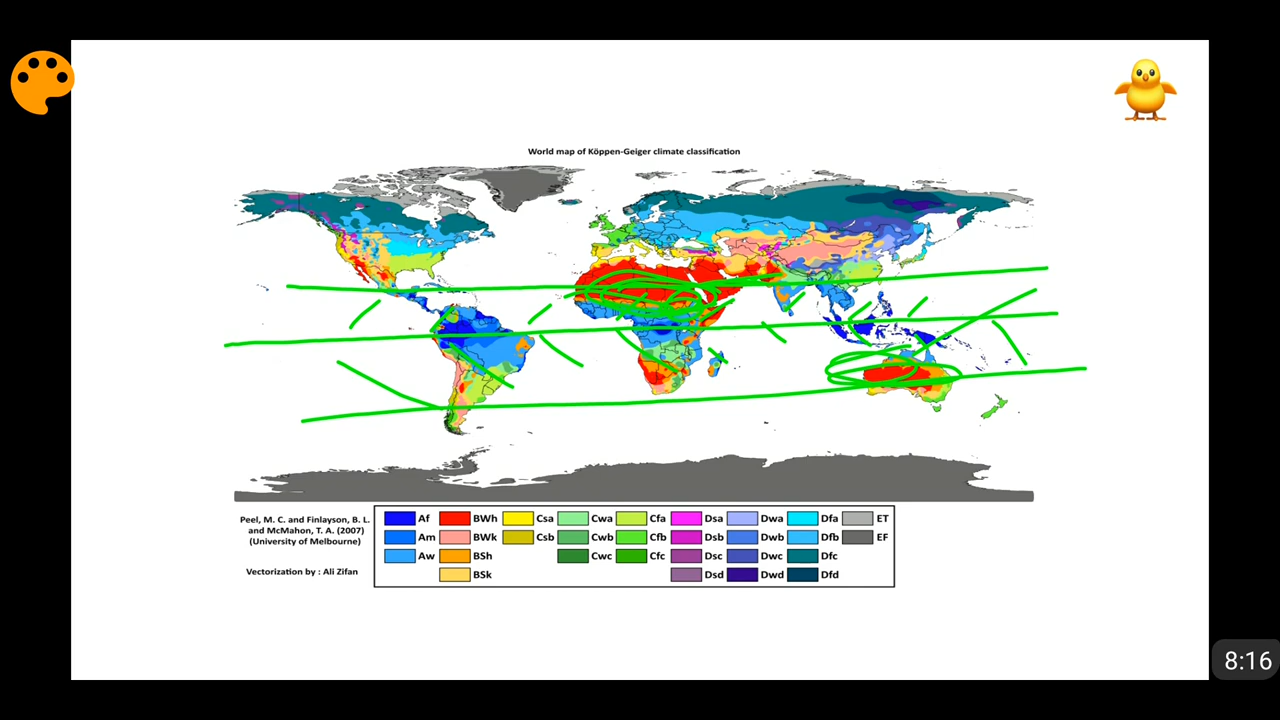 World map of Köppen-Geiger climate classification
Peel, M. C. and Finlayson, B. L.
and McMahon, T. A. (2007)
(University of Melbourne)
Vectorization by : Ali Zifan
Af BWh Csa Cwa Cfa Dsa Dwa Dfa ET
Am BWk Csb Cwb Cfb Dsb Dwb Dfb EF
Aw BSh Cwc Cfc Dsc Dwc Dfc
BSk Dsd Dwd Dfd
8:16